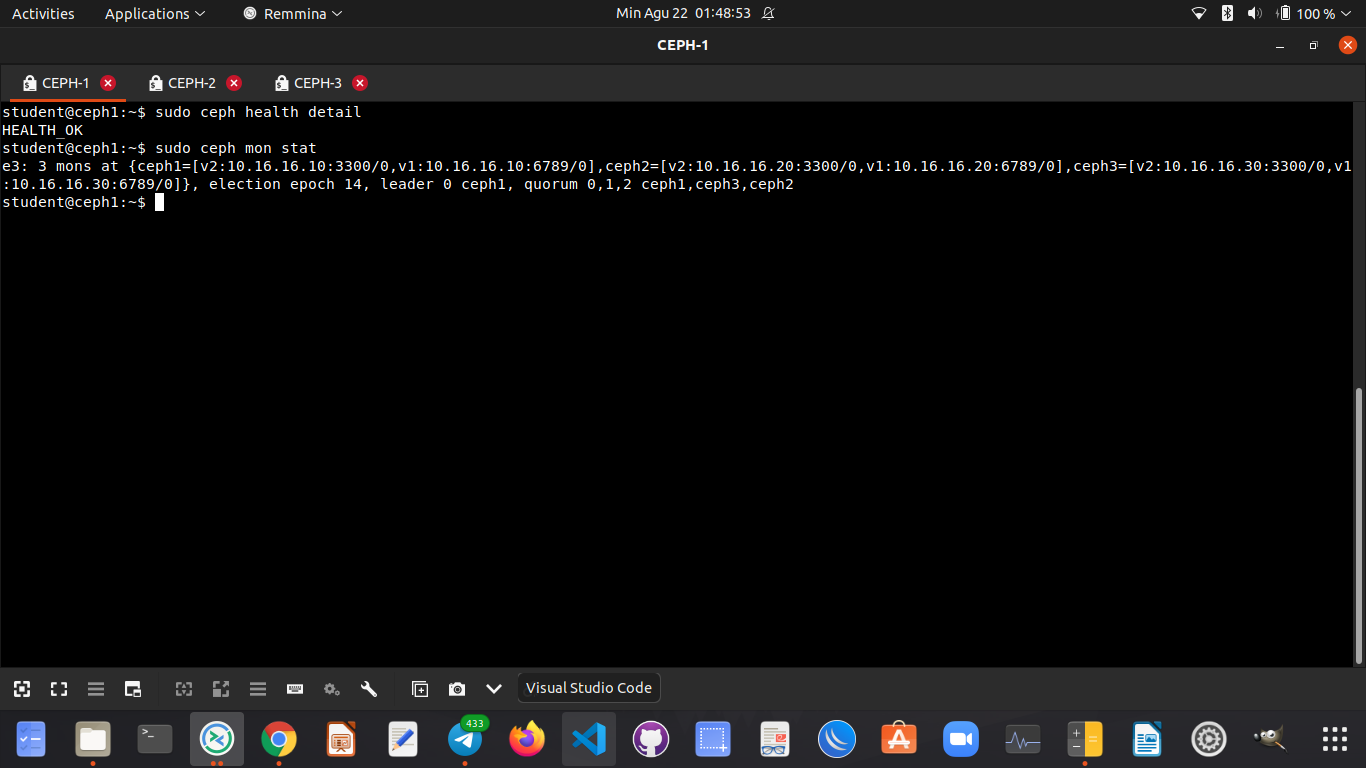 Activities Applications Remmina Min Agu 22 01:48:53 100 %
CEPH-1
CEPH-1 CEPH-2 CEPH-3
student@ceph1:~$ sudo ceph health detail
HEALTH_OK
student@ceph1:~$ sudo ceph mon stat
e3: 3 mons at {ceph1=[v2:10.16.16.10:3300/0,v1:10.16.16.10:6789/0],ceph2=[v2:10.16.16.20:3300/0,v1:10.16.16.20:6789/0],ceph3=[v2:10.16.16.30:3300/0,v1
:10.16.16.30:6789/0]}, election epoch 14, leader 0 ceph1, quorum 0,1,2 ceph1,ceph3,ceph2
student@ceph1:~$
Visual Studio Code
433